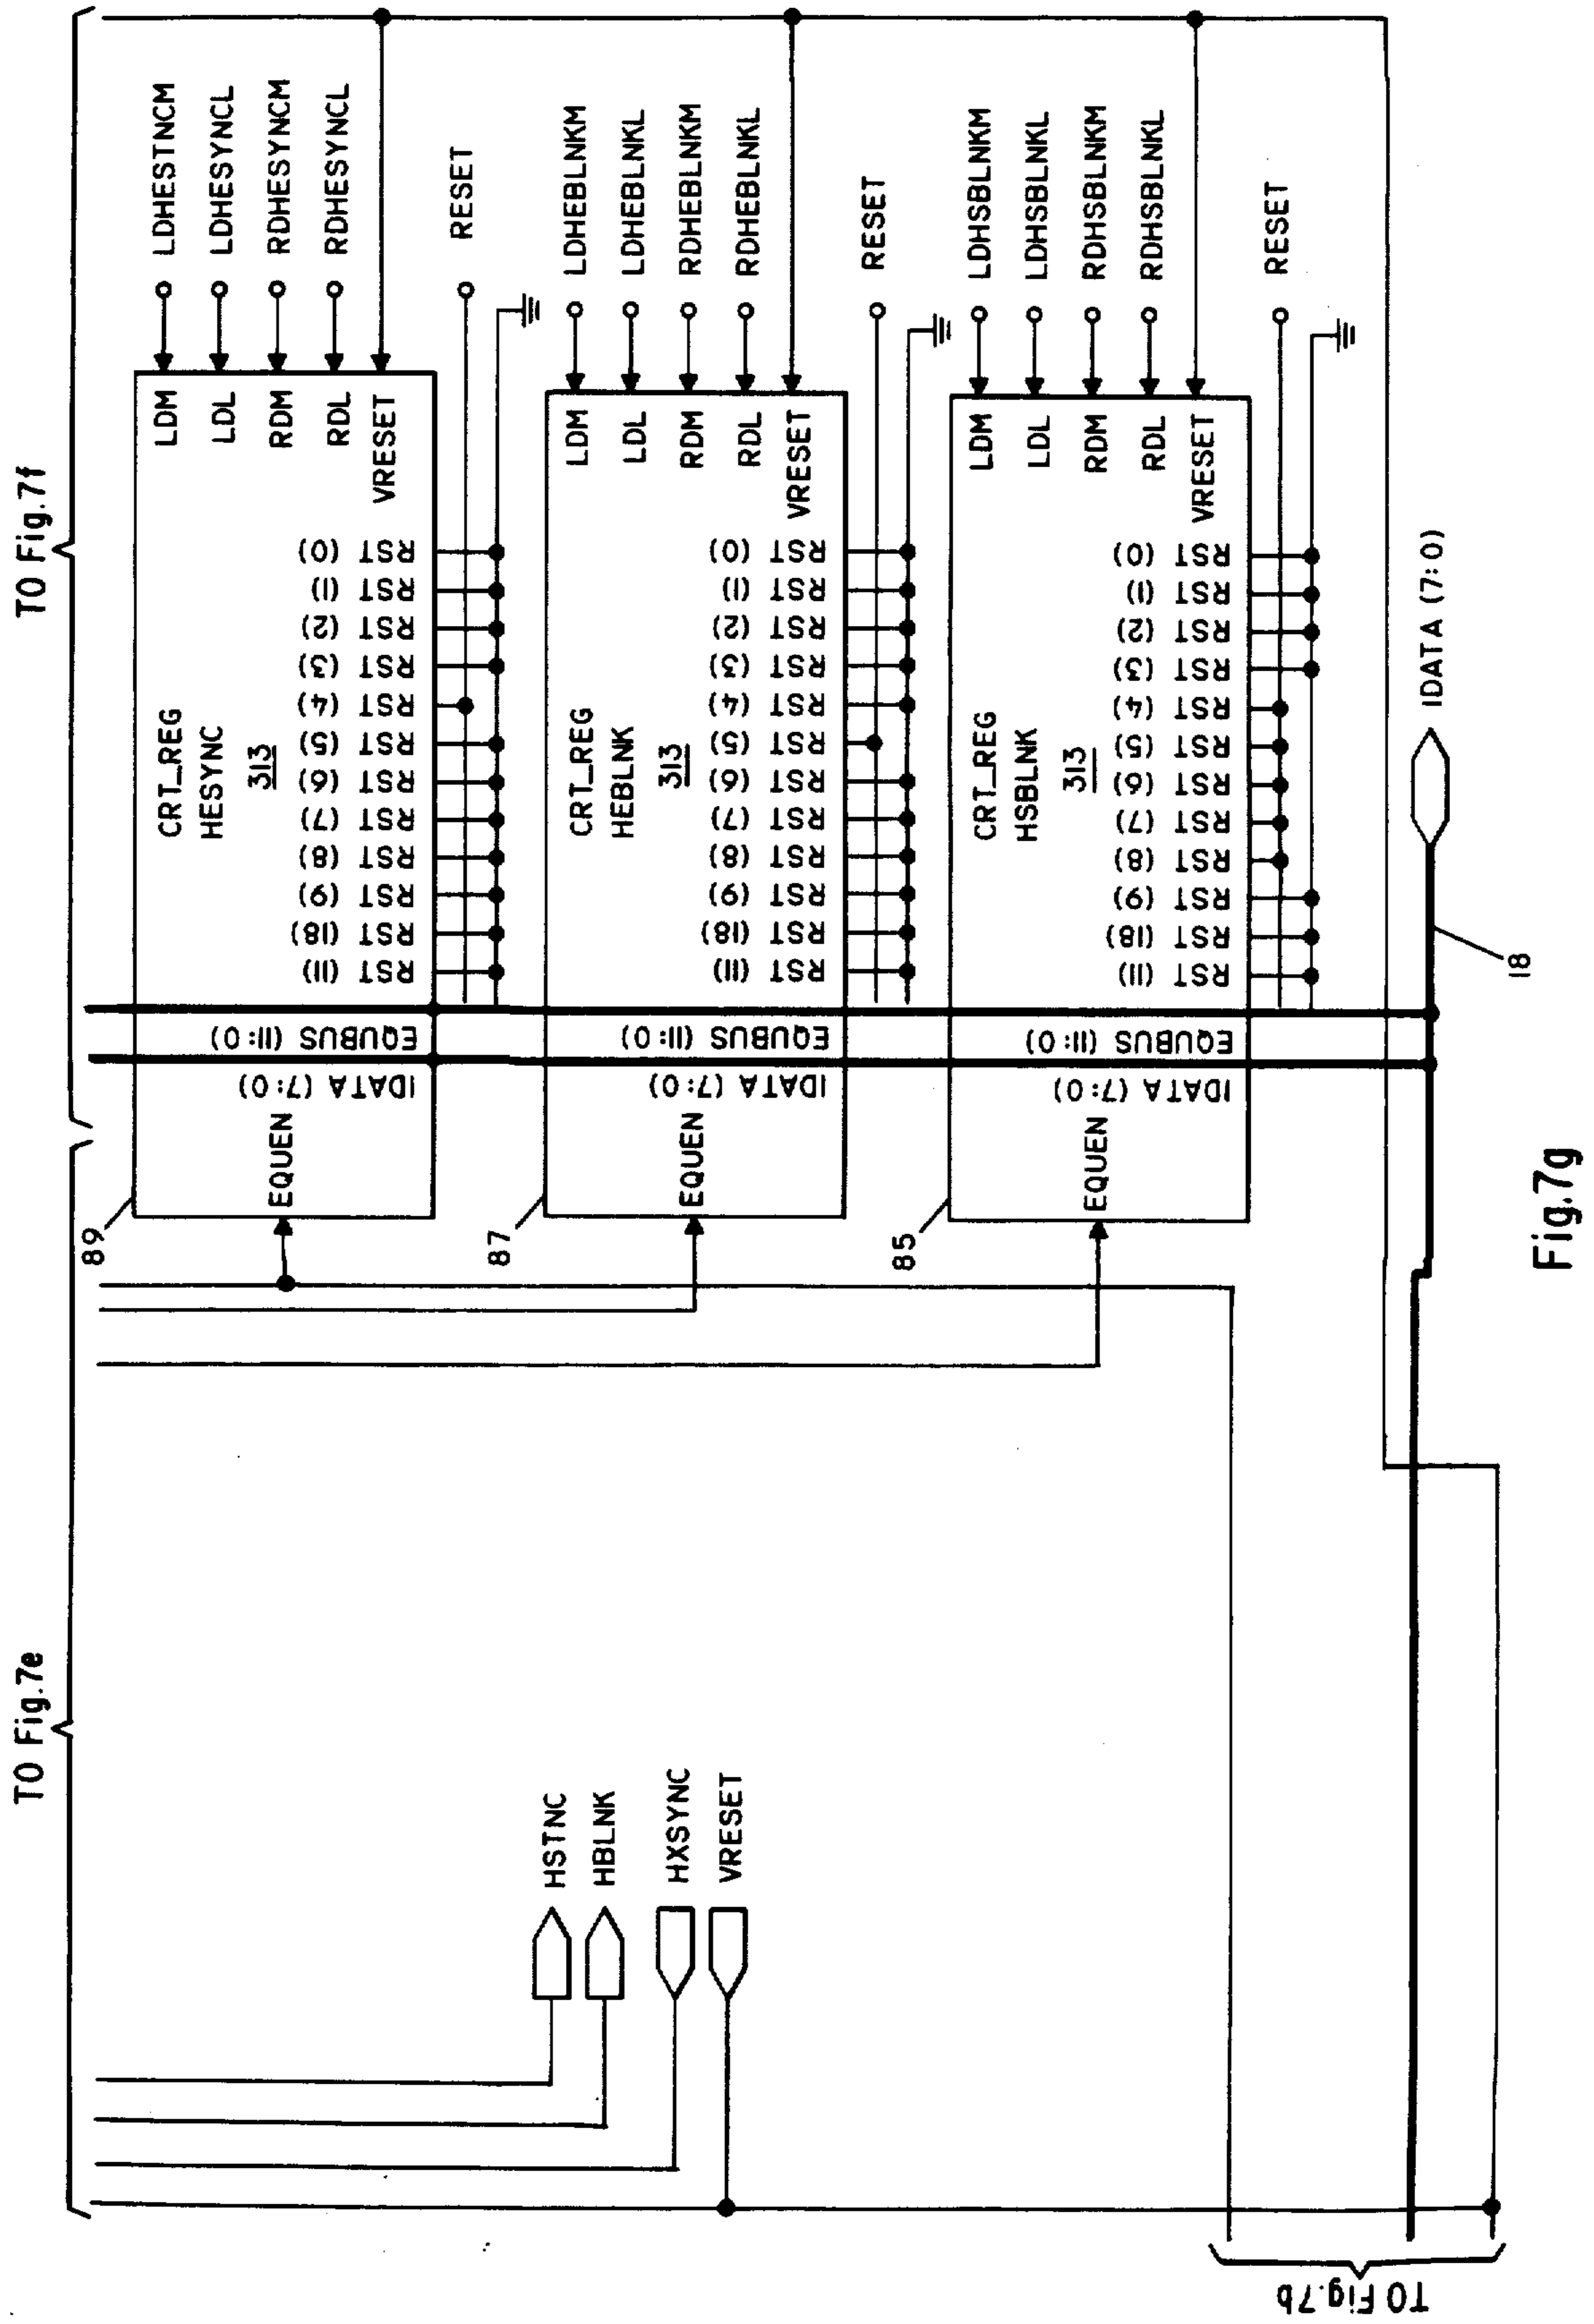 TO Fig.7e
TO Fig.7f
89
CRT_REG
HESYNC
313
EQUEN
IDATA (7:0)
EQUBUS (11:0)
RST (11)
RST (18)
RST (9)
RST (8)
RST (7)
RST (6)
RST (5)
RST (4)
RST (3)
RST (2)
RST (1)
RST (0)
LDM
LDL
RDM
RDL
VRESET
LDHESTNCM
LDHESYNCL
RDHESYNCM
RDHESYNCL
RESET
87
CRT_REG
HEBLNK
313
EQUEN
IDATA (7:0)
EQUBUS (11:0)
RST (11)
RST (18)
RST (9)
RST (8)
RST (7)
RST (6)
RST (5)
RST (4)
RST (3)
RST (2)
RST (1)
RST (0)
LDM
LDL
RDM
RDL
VRESET
LDHEBLNKM
LDHEBLNKL
RDHEBLNKM
RDHEBLNKL
RESET
85
CRT_REG
HSBLNK
313
EQUEN
IDATA (7:0)
EQUBUS (11:0)
RST (11)
RST (18)
RST (9)
RST (8)
RST (7)
RST (6)
RST (5)
RST (4)
RST (3)
RST (2)
RST (1)
RST (0)
LDM
LDL
RDM
RDL
VRESET
LDHSBLNKM
LDHSBLNKL
RDHSBLNKM
RDHSBLNKL
RESET
HSTNC
HBLNK
HXSYNC
VRESET
IDATA (7:0)
18
TO Fig.7b
Fig.7g